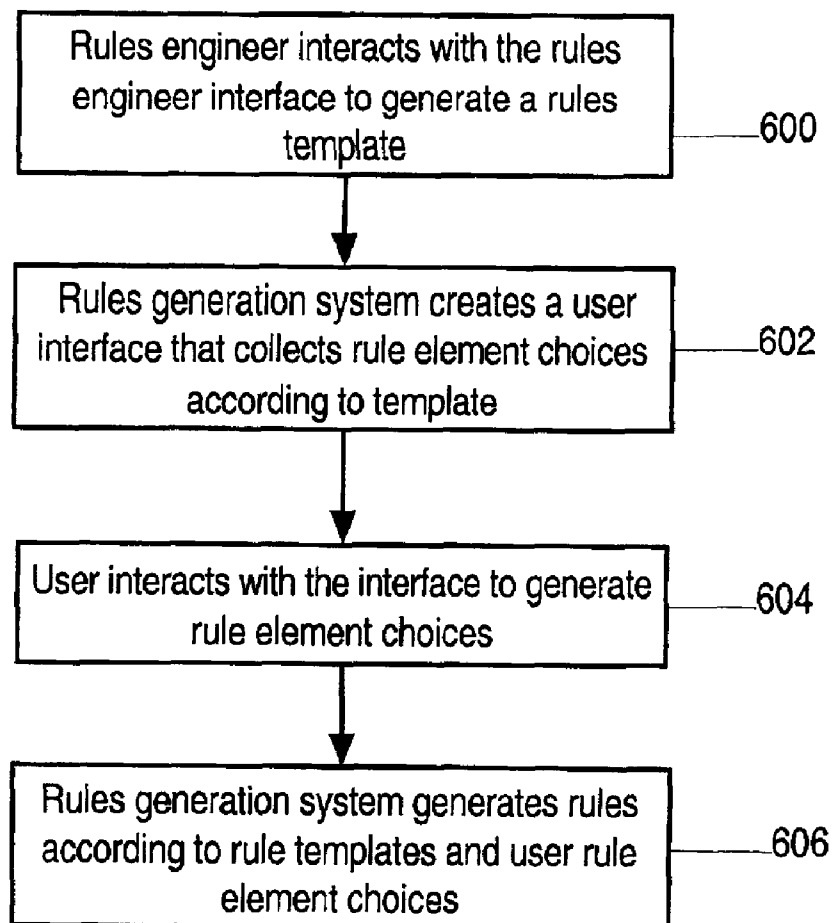 Rules engineer interacts with the rules
engineer interface to generate a rules
template
600
Rules generation system creates a user
interface that collects rule element choices
according to template
602
User interacts with the interface to generate
rule element choices
604
Rules generation system generates rules
according to rule templates and user rule
element choices
606